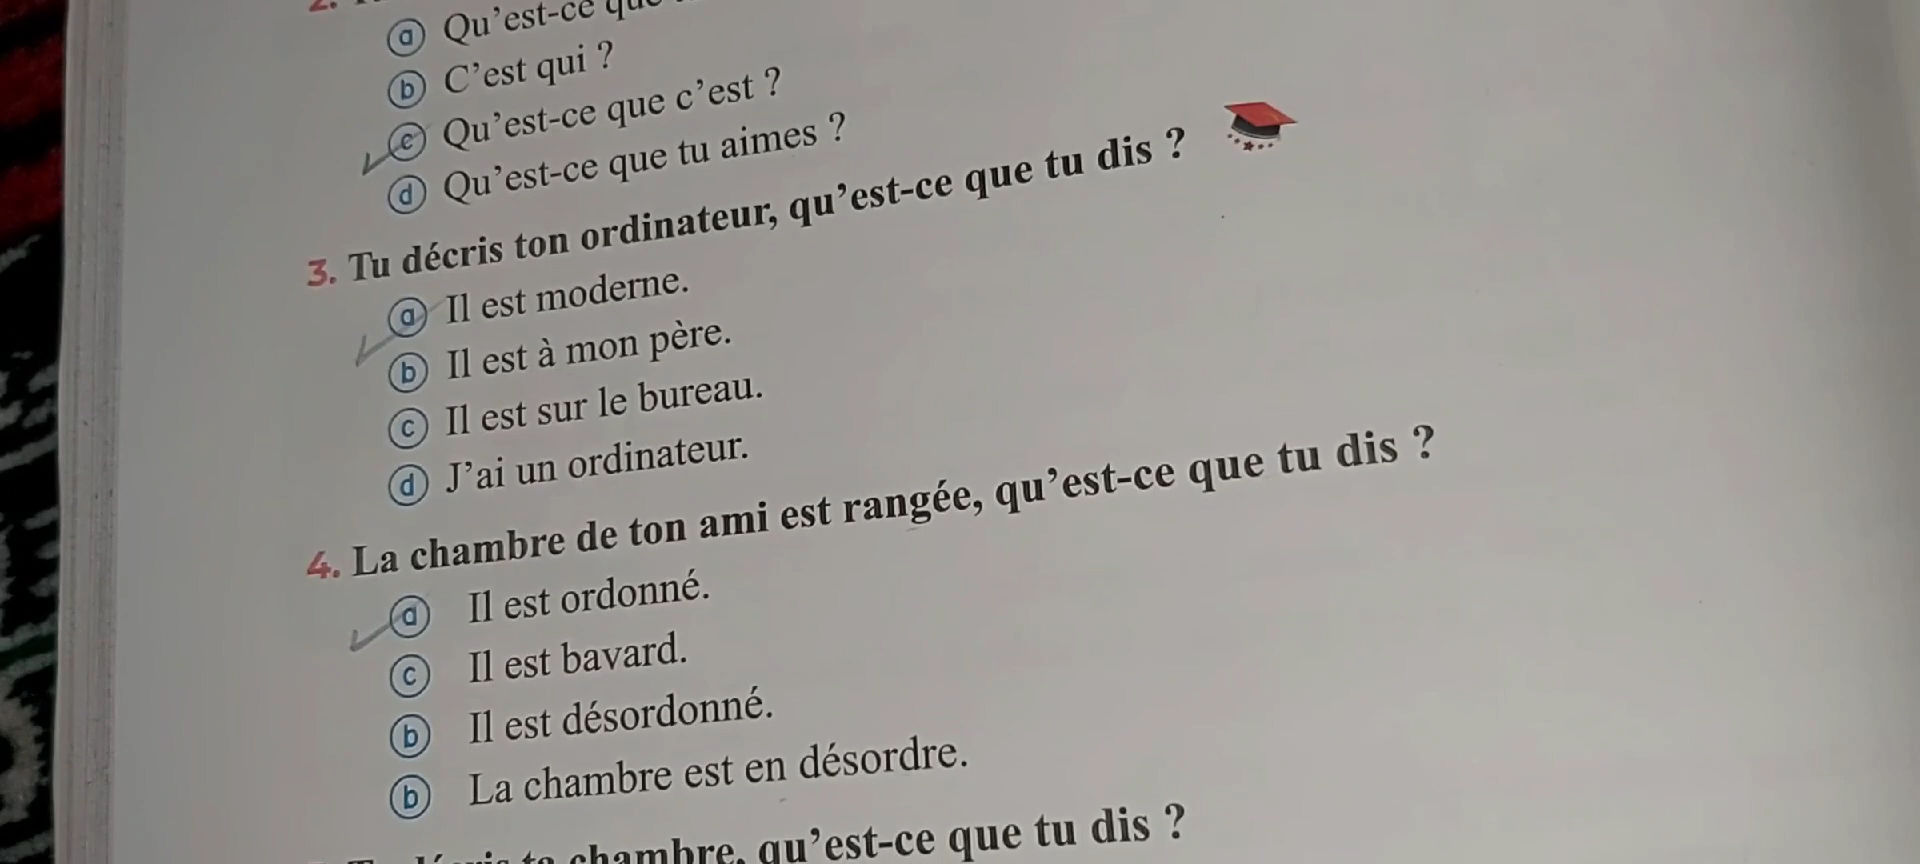 2.
ⓐ Qu'est-ce que
ⓑ C'est qui ?
ⓒ Qu'est-ce que c'est ?
ⓓ Qu'est-ce que tu aimes ?
3. Tu décris ton ordinateur, qu'est-ce que tu dis ?
ⓐ Il est moderne.
ⓑ Il est à mon père.
ⓒ Il est sur le bureau.
ⓓ J'ai un ordinateur.
4. La chambre de ton ami est rangée, qu'est-ce que tu dis ?
ⓐ Il est ordonné.
ⓒ Il est bavard.
ⓑ Il est désordonné.
ⓑ La chambre est en désordre.
ta chambre, qu'est-ce que tu dis ?